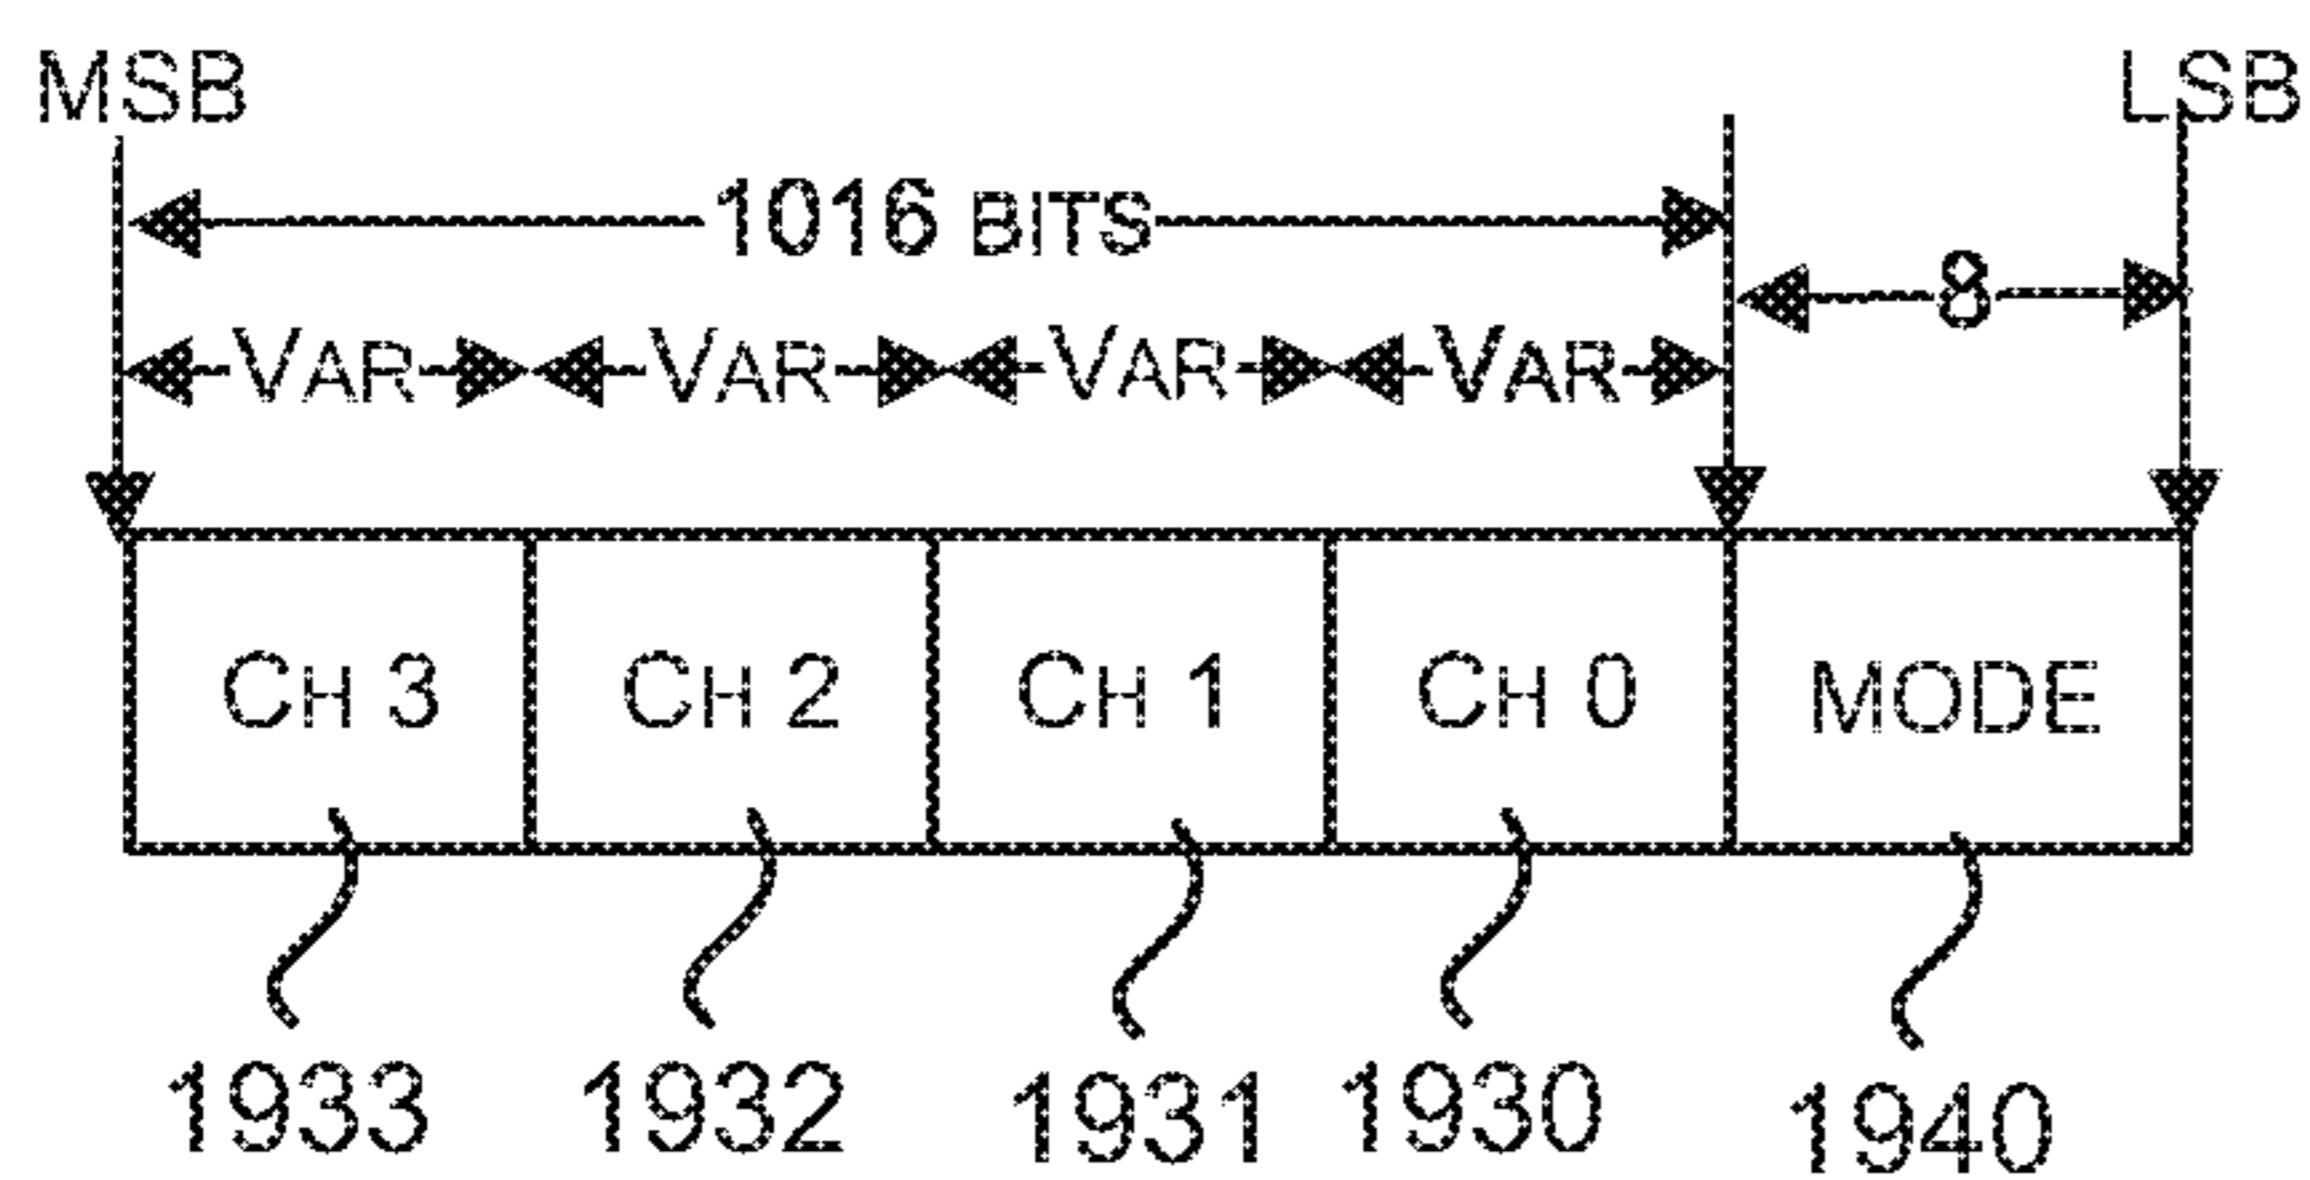 MSB LSB
1016 BITS
8
VAR VAR VAR VAR
CH 3 CH 2 CH 1 CH 0 MODE
1933 1932 1931 1930 1940